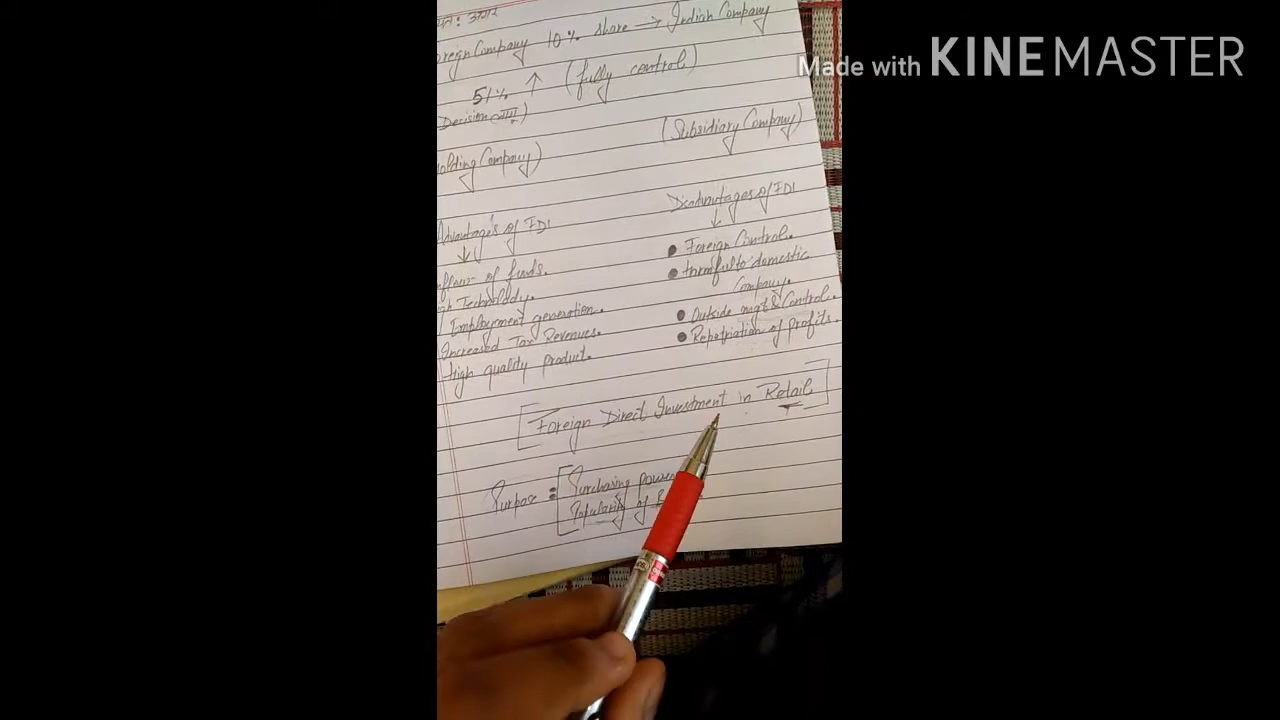 Made with KINEMASTER
oreign Company 10% share → Indian Company
51% ↑ (fully control)
Decision
olding Company) (Subsidiary Company)
Advantages of FDI
↓
nflow of funds.
gh Technology.
Employment generation.
Increased Tax Revenues.
High quality product.
Disadvantages of FDI
↓
• Foreign Control.
• Harmful to domestic
Company.
• Outside mgt & Control.
• Repatriation of profits.
[Foreign Direct Investment in Retail]
Purpose : [Purchasing power
Popularity of